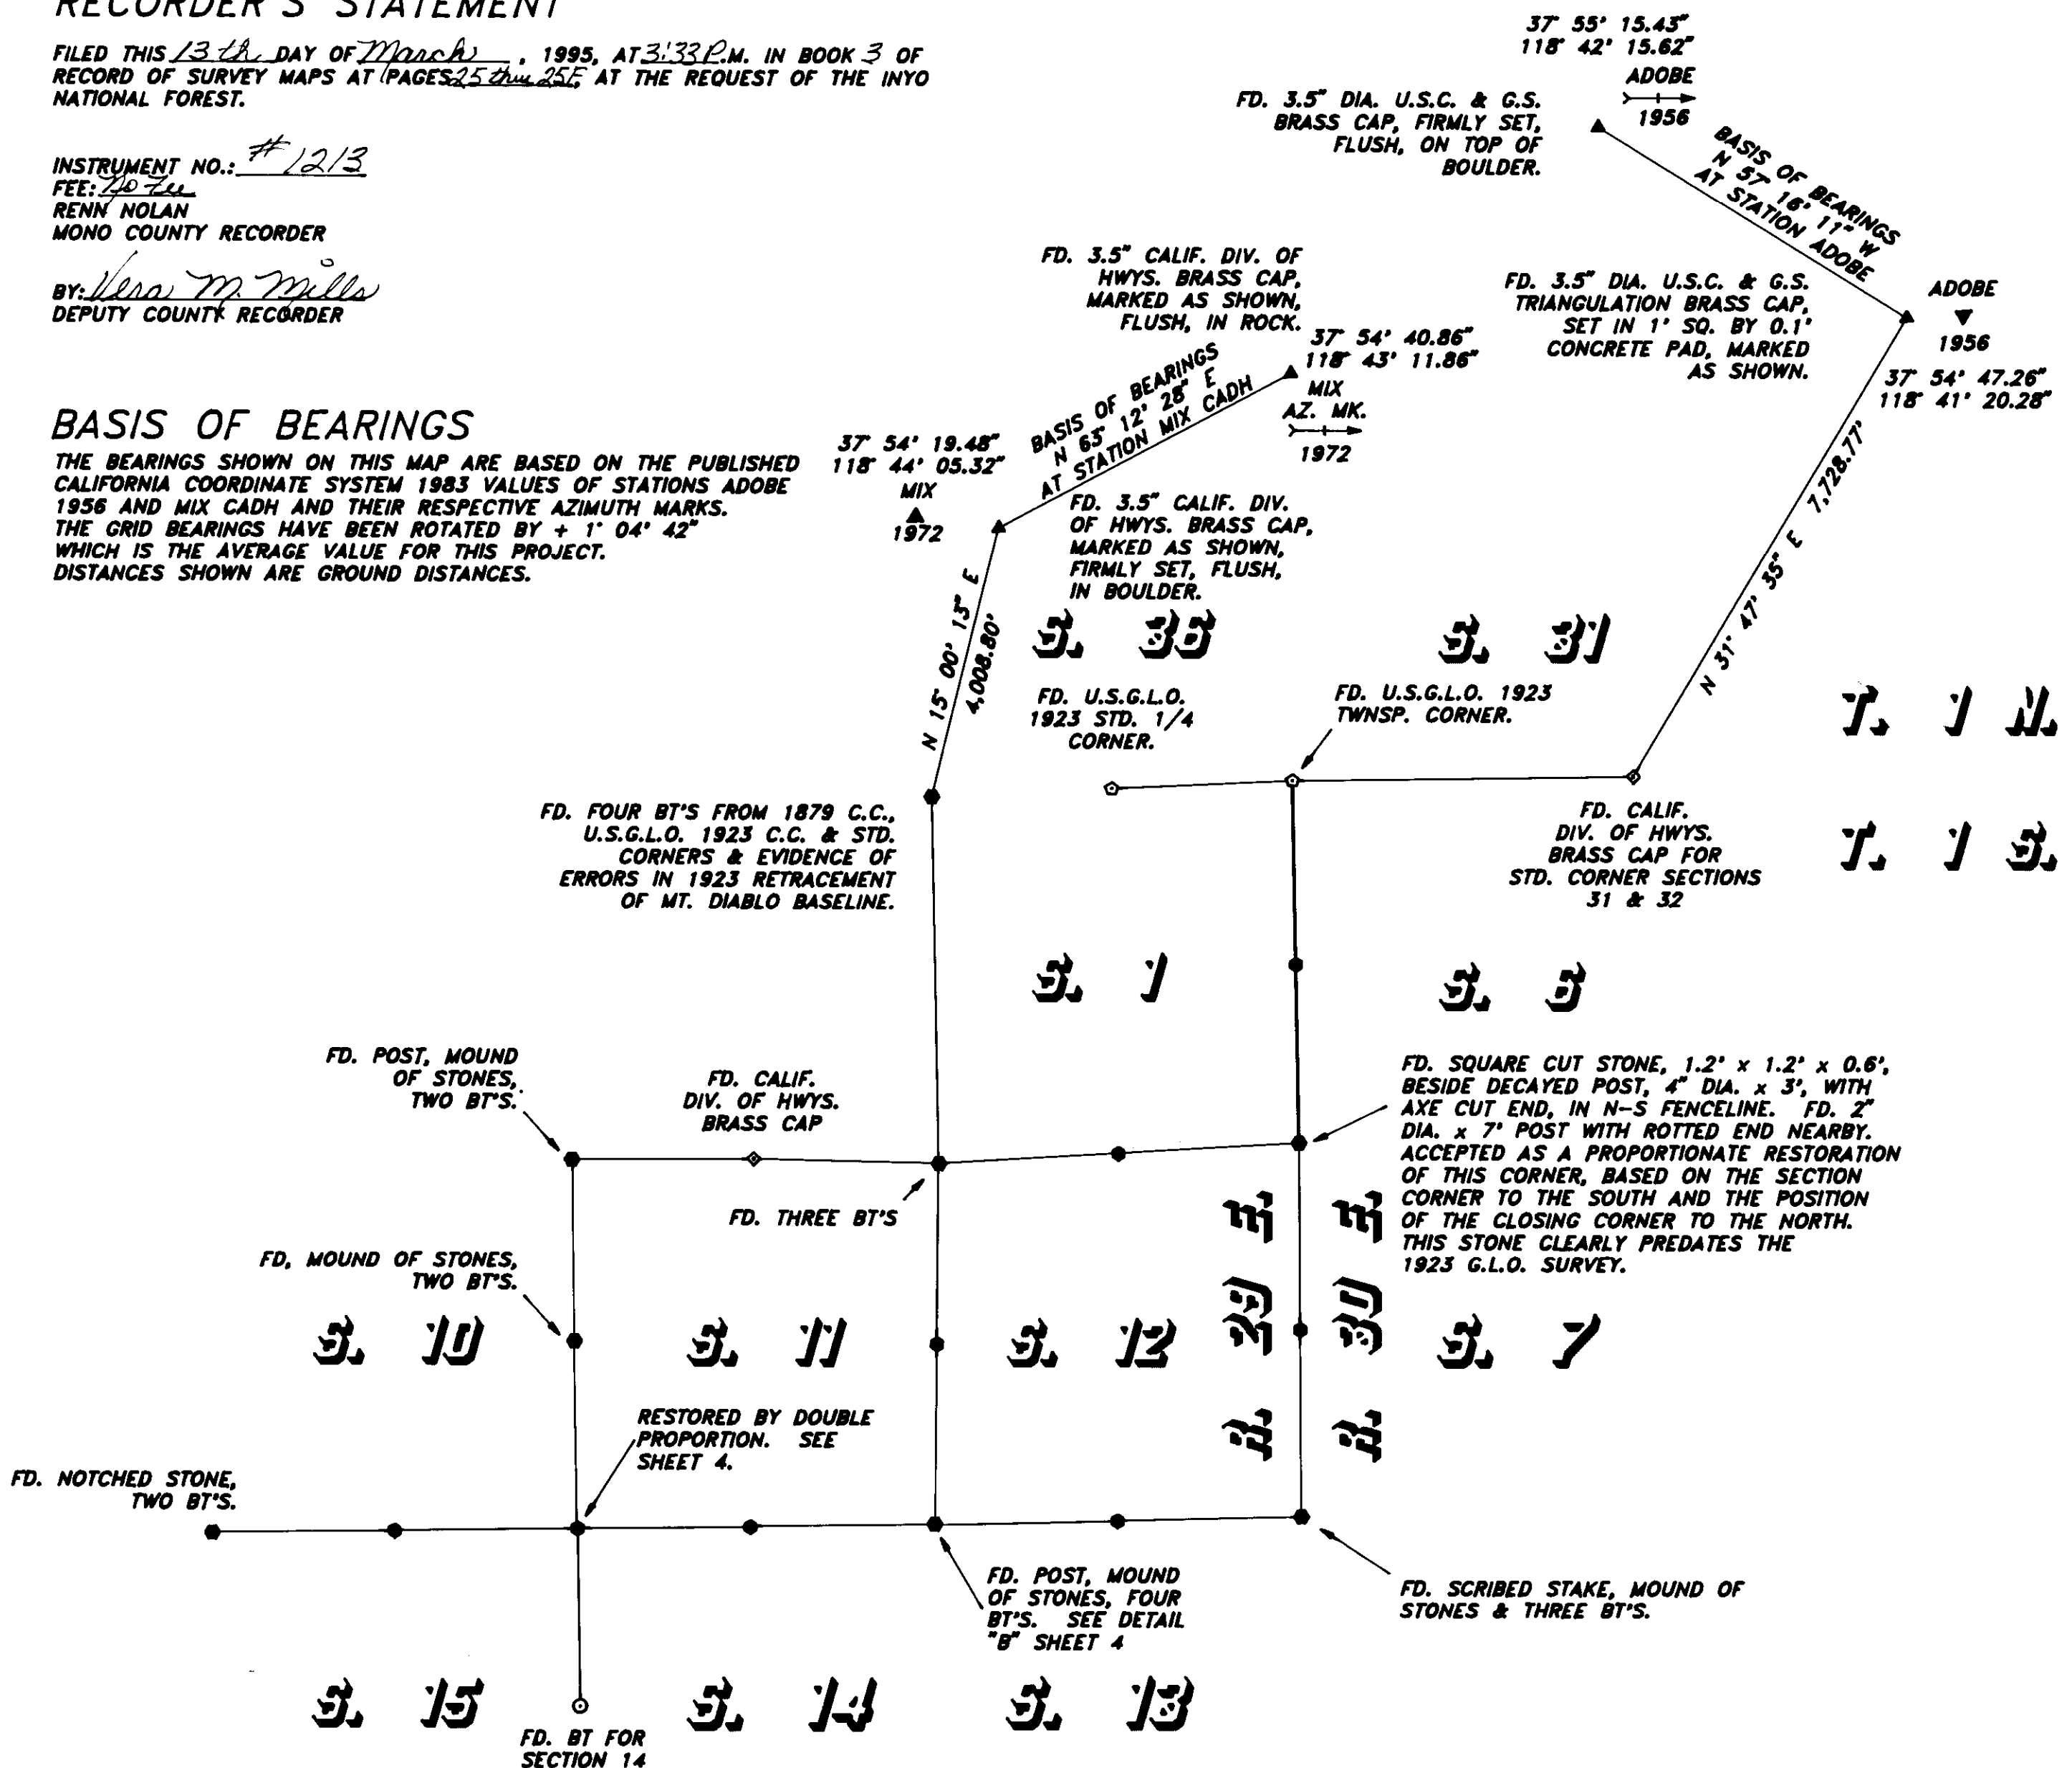 RECORDER'S STATEMENT
FILED THIS 13th DAY OF March , 1995, AT 3:33 P.M. IN BOOK 3 OF
RECORD OF SURVEY MAPS AT PAGES 25 thru 25F, AT THE REQUEST OF THE INYO
NATIONAL FOREST.
INSTRUMENT NO.: # 1213
FEE: No Fee
RENN NOLAN
MONO COUNTY RECORDER
BY: Vera M. Mills
DEPUTY COUNTY RECORDER
BASIS OF BEARINGS
THE BEARINGS SHOWN ON THIS MAP ARE BASED ON THE PUBLISHED
CALIFORNIA COORDINATE SYSTEM 1983 VALUES OF STATIONS ADOBE
1956 AND MIX CADH AND THEIR RESPECTIVE AZIMUTH MARKS.
THE GRID BEARINGS HAVE BEEN ROTATED BY + 1° 04' 42"
WHICH IS THE AVERAGE VALUE FOR THIS PROJECT.
DISTANCES SHOWN ARE GROUND DISTANCES.
37° 55' 15.43"
118° 42' 15.62"
ADOBE
1956
FD. 3.5" DIA. U.S.C. & G.S.
BRASS CAP, FIRMLY SET,
FLUSH, ON TOP OF
BOULDER.
BASIS OF BEARINGS
N 57° 16' 11" W
AT STATION ADOBE
FD. 3.5" DIA. U.S.C. & G.S.
TRIANGULATION BRASS CAP,
SET IN 1' SQ. BY 0.1'
CONCRETE PAD, MARKED
AS SHOWN.
ADOBE
1956
37° 54' 47.26"
118° 41' 20.28"
FD. 3.5" CALIF. DIV. OF
HWYS. BRASS CAP,
MARKED AS SHOWN,
FLUSH, IN ROCK.
37° 54' 40.86"
118° 43' 11.86"
MIX
AZ. MK.
1972
BASIS OF BEARINGS
N 63° 12' 28" E
AT STATION MIX CADH
37° 54' 19.48"
118° 44' 05.32"
MIX
1972
FD. 3.5" CALIF. DIV.
OF HWYS. BRASS CAP,
MARKED AS SHOWN,
FIRMLY SET, FLUSH,
IN BOULDER.
N 15° 00' 13" E
4,008.80'
N 31° 47' 35" E 7,728.77'
S. 36
S. 31
FD. U.S.G.L.O.
1923 STD. 1/4
CORNER.
FD. U.S.G.L.O. 1923
TWNSP. CORNER.
T. 1 N.
FD. FOUR BT'S FROM 1879 C.C.,
U.S.G.L.O. 1923 C.C. & STD.
CORNERS & EVIDENCE OF
ERRORS IN 1923 RETRACEMENT
OF MT. DIABLO BASELINE.
FD. CALIF.
DIV. OF HWYS.
BRASS CAP FOR
STD. CORNER SECTIONS
31 & 32
T. 1 S.
S. 1
S. 6
FD. POST, MOUND
OF STONES,
TWO BT'S.
FD. CALIF.
DIV. OF HWYS.
BRASS CAP
FD. THREE BT'S
FD. SQUARE CUT STONE, 1.2' x 1.2' x 0.6',
BESIDE DECAYED POST, 4" DIA. x 3', WITH
AXE CUT END, IN N-S FENCELINE. FD. 2"
DIA. x 7' POST WITH ROTTED END NEARBY.
ACCEPTED AS A PROPORTIONATE RESTORATION
OF THIS CORNER, BASED ON THE SECTION
CORNER TO THE SOUTH AND THE POSITION
OF THE CLOSING CORNER TO THE NORTH.
THIS STONE CLEARLY PREDATES THE
1923 G.L.O. SURVEY.
FD, MOUND OF STONES,
TWO BT'S.
S. 10
S. 11
S. 12
R. 29 E.
R. 30 E.
S. 7
RESTORED BY DOUBLE
PROPORTION. SEE
SHEET 4.
FD. NOTCHED STONE,
TWO BT'S.
FD. POST, MOUND
OF STONES, FOUR
BT'S. SEE DETAIL
"B" SHEET 4
FD. SCRIBED STAKE, MOUND OF
STONES & THREE BT'S.
S. 15
S. 14
S. 13
FD. BT FOR
SECTION 14